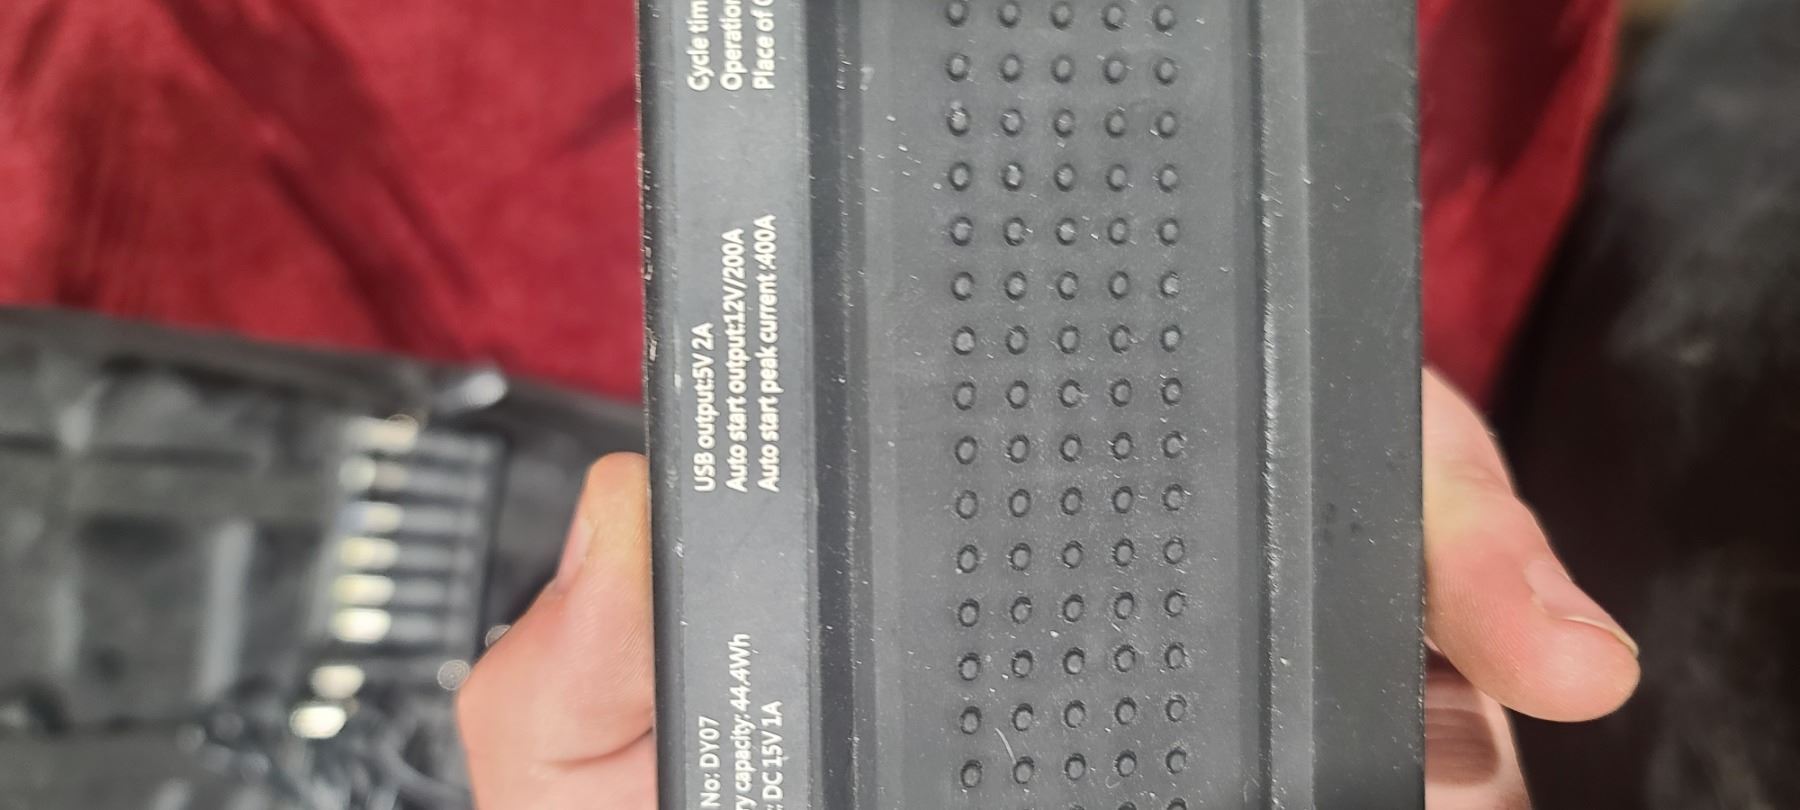 No: DY07
ry capacity:44.4Wh
: DC 15V 1A
USB output:5V 2A
Auto start output:12V/200A
Auto start peak current:400A
Cycle tim
Operation
Place of